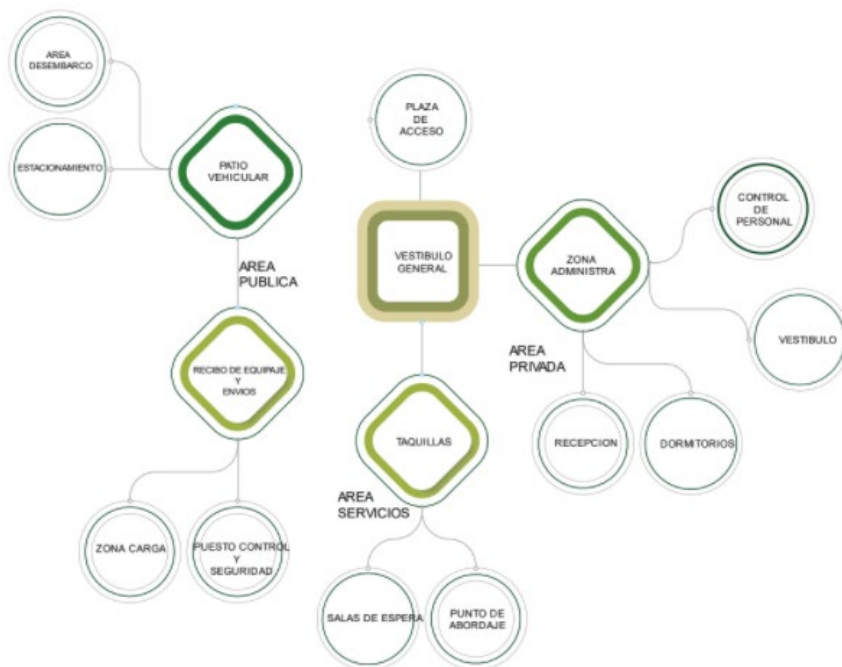 AREA
DESEMBARCO
ESTACIONAMIENTO
PATIO
VEHICULAR
AREA
PUBLICA
RECIBO DE EQUIPAJE
Y
ENVIOS
ZONA CARGA
PUESTO CONTROL
Y
SEGURIDAD
PLAZA
DE
ACCESO
VESTIBULO
GENERAL
ZONA
ADMINISTRA
CONTROL
DE
PERSONAL
VESTIBULO
AREA
PRIVADA
RECEPCION
DORMITORIOS
TAQUILLAS
AREA
SERVICIOS
SALAS DE ESPERA
PUNTO DE
ABORDAJE